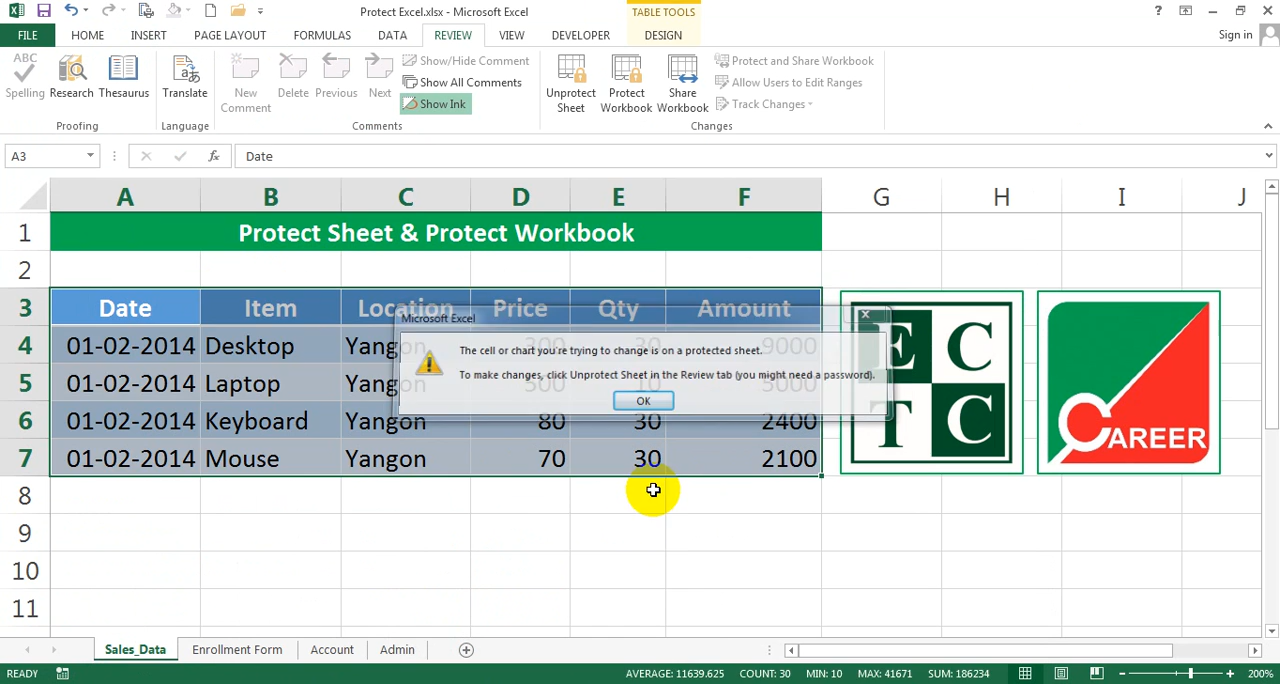 Protect Excel.xlsx - Microsoft Excel
TABLE TOOLS
?
FILE HOME INSERT PAGE LAYOUT FORMULAS DATA REVIEW VIEW DEVELOPER DESIGN Sign in
ABC
Spelling
Research
Thesaurus
Proofing
Translate
Language
New
Comment
Delete
Previous
Next
Show/Hide Comment
Show All Comments
Show Ink
Comments
Unprotect
Sheet
Protect
Workbook
Share
Workbook
Protect and Share Workbook
Allow Users to Edit Ranges
Track Changes
Changes
A3 fx Date
A B C D E F G H I J
1 Protect Sheet & Protect Workbook
2
3 Date Item Location Price Qty Amount
4 01-02-2014 Desktop Yangon 300 30 9000
5 01-02-2014 Laptop Yangon 500 10 5000
6 01-02-2014 Keyboard Yangon 80 30 2400
7 01-02-2014 Mouse Yangon 70 30 2100
8
9
10
11
Microsoft Excel
The cell or chart you're trying to change is on a protected sheet.
To make changes, click Unprotect Sheet in the Review tab (you might need a password).
OK
E C
T C
CAREER
Sales_Data Enrollment Form Account Admin
READY AVERAGE: 11639.625 COUNT: 30 MIN: 10 MAX: 41671 SUM: 186234 200%